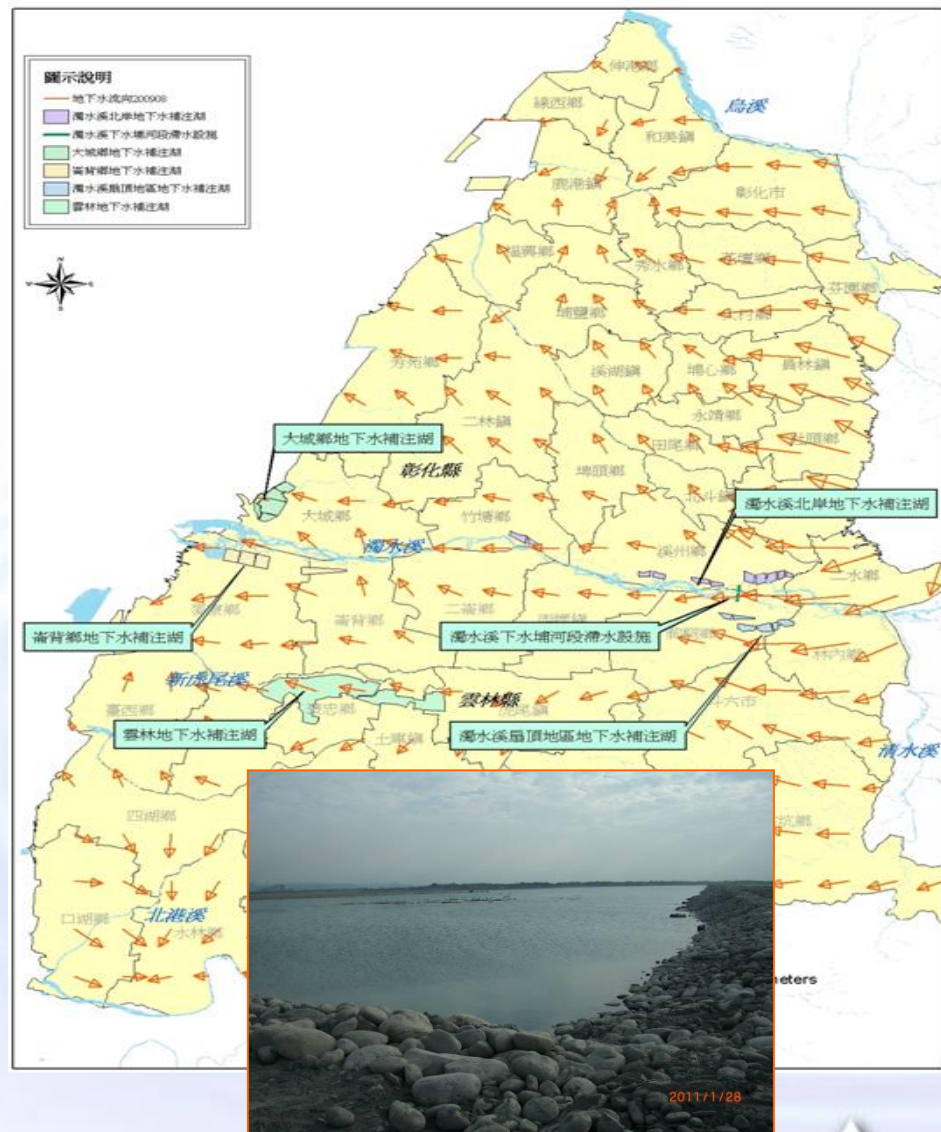 圖示說明
地下水流向200908
濁水溪北岸地下水補注湖
濁水溪下水埔河段滯水設施
大城鄉地下水補注湖
崙背鄉地下水補注湖
濁水溪扇頂地區地下水補注湖
雲林地下水補注湖
伸港鄉
線西鄉
和美鎮
烏溪
鹿港鎮
彰化市
福興鄉
秀水鄉
花壇鄉
芬園鄉
埔鹽鄉
大村鄉
芳苑鄉
溪湖鎮
埔心鄉
員林鎮
二林鎮
永靖鄉
田尾鄉
社頭鄉
大城鄉地下水補注湖
彰化縣
埤頭鄉
北斗鎮
濁水溪北岸地下水補注湖
大城鄉
竹塘鄉
濁水溪
溪州鄉
二水鄉
崙背鄉
二崙鄉
崙背鄉地下水補注湖
濁水溪下水埔河段滯水設施
林內鄉
新虎尾溪
雲林縣
斗六市
臺西鄉
褒忠鄉
虎尾鎮
雲林地下水補注湖
土庫鎮
濁水溪扇頂地區地下水補注湖
清水溪
四湖鄉
坑鄉
口湖鄉
北港溪
水林鄉
meters
2011/1/28